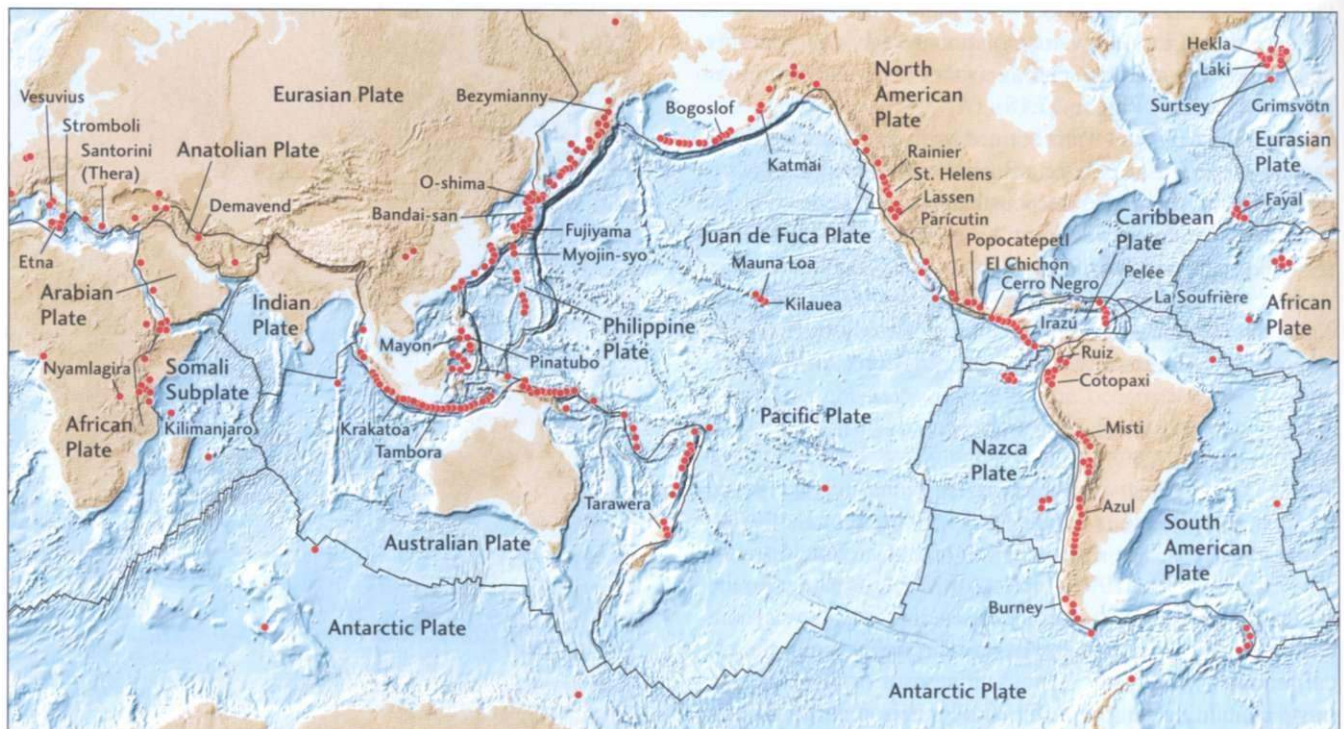 Vesuvius
Stromboli
Santorini
(Thera)
Eurasian Plate
Anatolian Plate
Demavend
Etna
Arabian
Plate
Indian
Plate
Nyamlagira
Somali
Subplate
African
Plate
Kilimanjaro
Bezymianny
O-shima
Bandai-san
Fujiyama
Myojin-syo
Philippine
Plate
Mayon
Pinatubo
Krakatoa
Tambora
Tarawera
Australian Plate
Antarctic Plate
Bogoslof
Katmai
North
American
Plate
Rainier
St. Helens
Lassen
Parícutin
Juan de Fuca Plate
Mauna Loa
Kilauea
Popocatépetl
El Chichón
Cerro Negro
Caribbean
Plate
Pelée
La Soufrière
Irazú
Ruiz
Cotopaxi
Pacific Plate
Nazca
Plate
Misti
Azul
South
American
Plate
Burney
Antarctic Plate
Hekla
Laki
Surtsey
Grimsvötn
Eurasian
Plate
Fayal
African
Plate